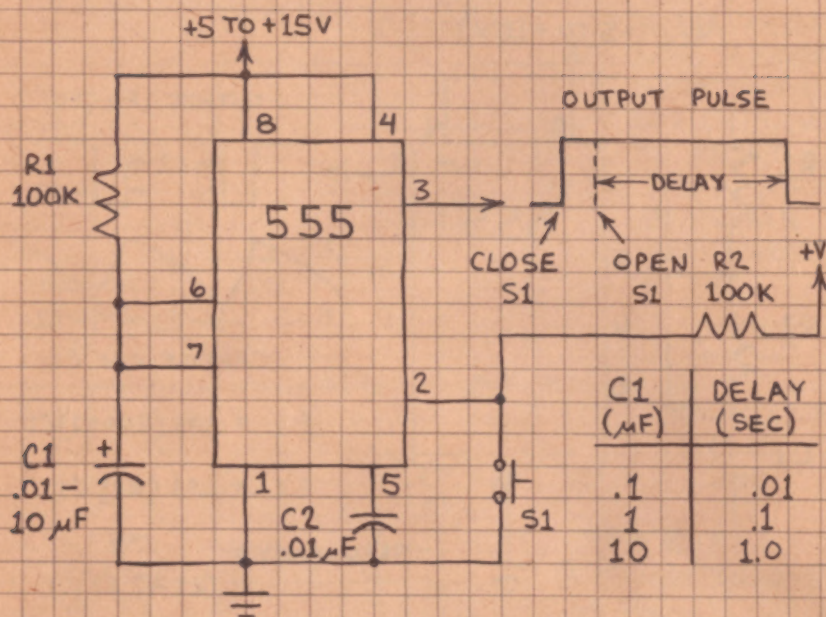 +5 TO +15V
OUTPUT PULSE
8
4
R1
100K
3
DELAY
555
CLOSE
S1
OPEN
S1
R2
100K
+V
6
7
2
C1
(μF)
DELAY
(SEC)
.1 .01
1 .1
10 1.0
C1
.01-
10 μF
+
1
5
C2
.01μF
S1